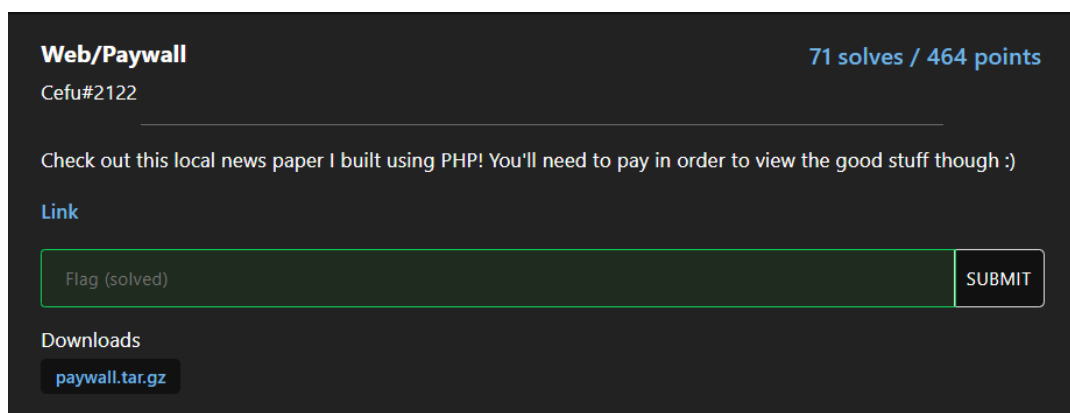 Web/Paywall
71 solves / 464 points
Cefu#2122
Check out this local news paper I built using PHP! You'll need to pay in order to view the good stuff though :)
Link
Flag (solved)
SUBMIT
Downloads
paywall.tar.gz